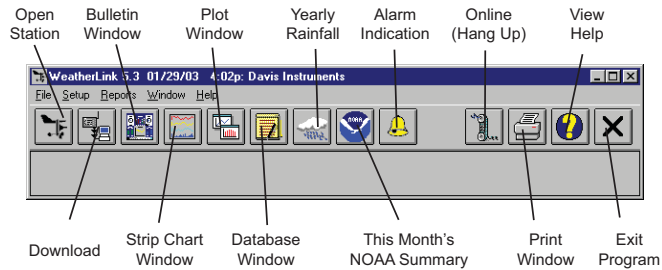 Open Station
Bulletin Window
Plot Window
Yearly Rainfall
Alarm Indication
Online (Hang Up)
View Help
WeatherLink 5.3 01/29/03 4:02p: Davis Instruments
File Setup Reports Window Help
NOAA
Download
Strip Chart Window
Database Window
This Month's NOAA Summary
Print Window
Exit Program